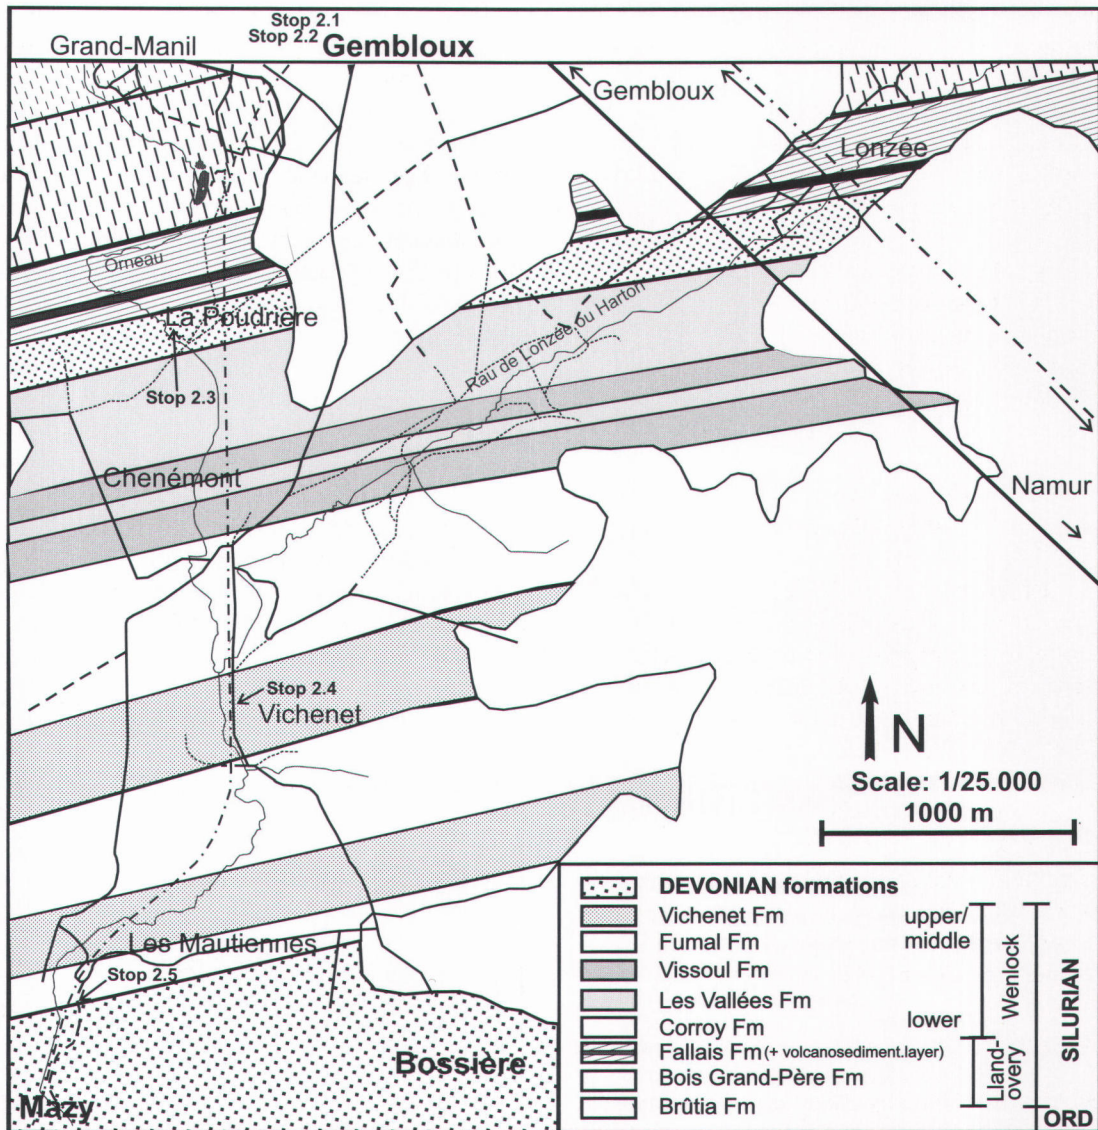 Stop 2.1
Stop 2.2
Grand-Manil
Gembloux
Gembloux
Lonzée
Orneau
La Poudrière
Rau de Lonzée ou Harton
Stop 2.3
Chenémont
Namur
Stop 2.4
Vichenet
N
Scale: 1/25.000
1000 m
Les Mautiennes
Stop 2.5
Bossière
Mazy
DEVONIAN formations
Vichenet Fm
upper/
Fumal Fm
middle
Vissoul Fm
Les Vallées Fm
Corroy Fm
lower
Fallais Fm (+ volcanosediment.layer)
Bois Grand-Père Fm
Brûtia Fm
Wenlock
Lland-
overy
SILURIAN
ORD